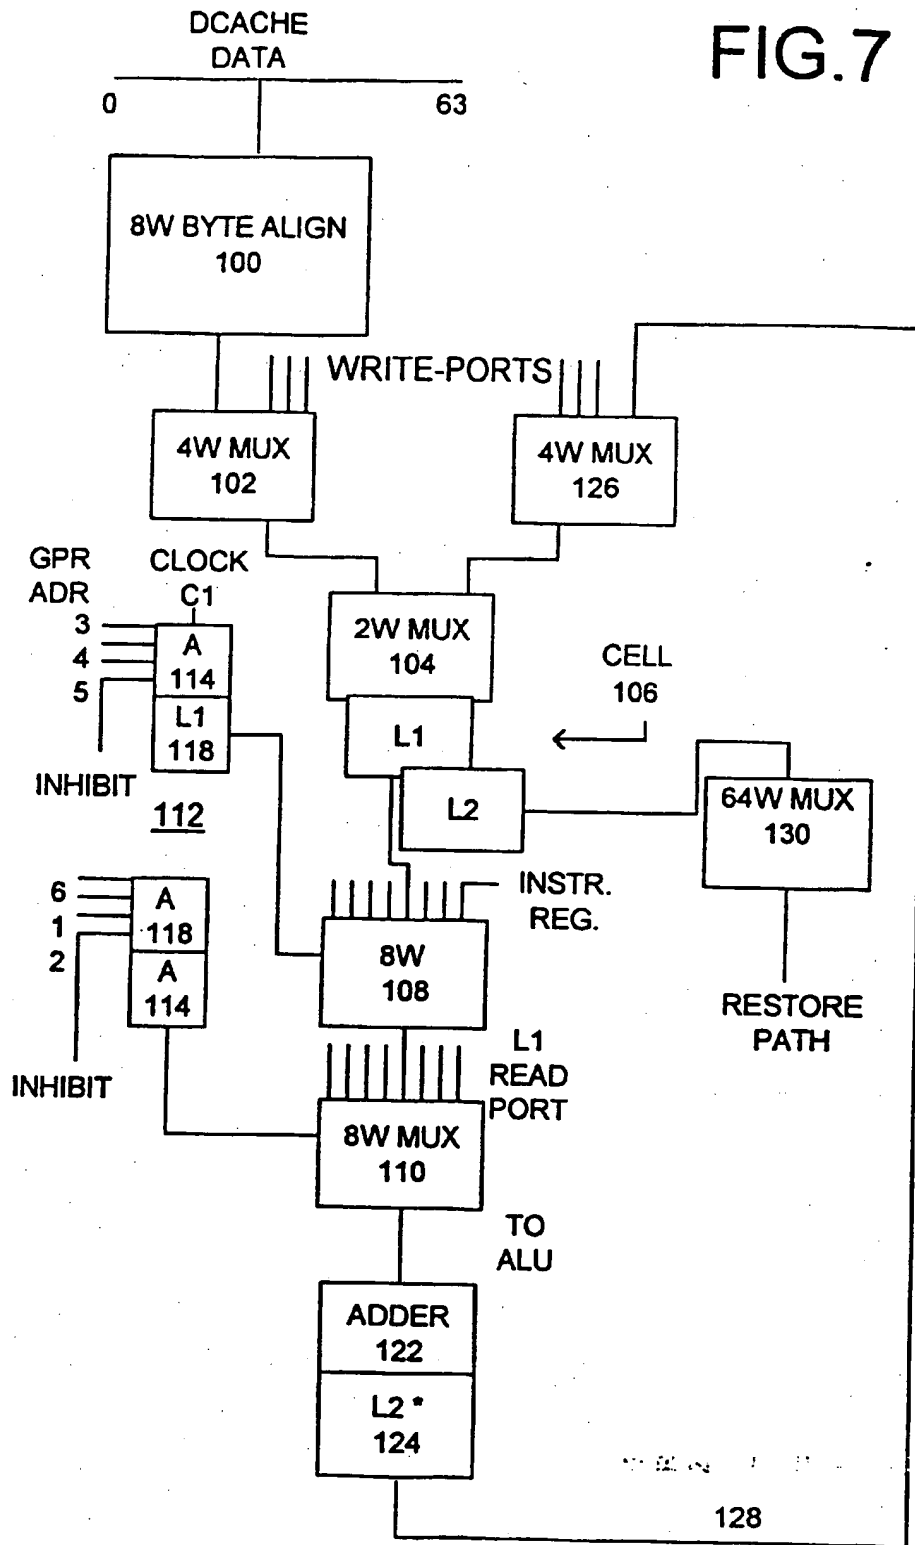 DCACHE
DATA
FIG.7
0
63
8W BYTE ALIGN
100
WRITE-PORTS
4W MUX
102
4W MUX
126
GPR
ADR
CLOCK
C1
3
4
5
A
114
L1
118
INHIBIT
112
2W MUX
104
L1
L2
CELL
106
64W MUX
130
RESTORE
PATH
6
1
2
A
118
A
114
INHIBIT
INSTR.
REG.
8W
108
L1
READ
PORT
8W MUX
110
TO
ALU
ADDER
122
L2 *
124
128